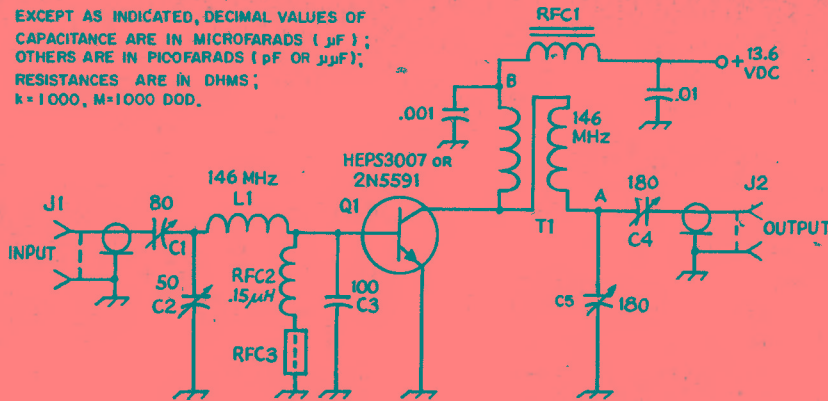 EXCEPT AS INDICATED, DECIMAL VALUES OF
CAPACITANCE ARE IN MICROFARADS (µF);
OTHERS ARE IN PICOFARADS (pF OR µµF);
RESISTANCES ARE IN OHMS;
k=1000, M=1000 000.
RFC1
+13.6
VDC
B
.001
.01
146
MHz
HEPS3007 OR
2N5591
146 MHz
L1
Q1
J1
80
C1
INPUT
50
C2
RFC2
.15µH
RFC3
100
C3
T1
A
180
C4
J2
OUTPUT
C5
180